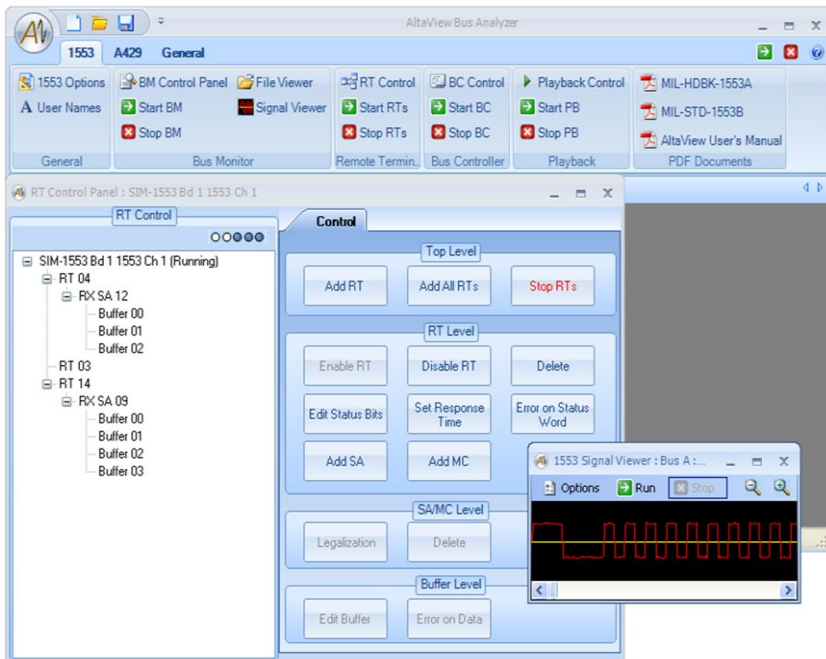 AltaView Bus Analyzer
1553 A429 General
1553 Options
A User Names
General
BM Control Panel File Viewer
Start BM Signal Viewer
Stop BM
Bus Monitor
RT Control
Start RTs
Stop RTs
Remote Termin...
BC Control
Start BC
Stop BC
Bus Controller
Playback Control
Start PB
Stop PB
Playback
MIL-HDBK-1553A
MIL-STD-1553B
AltaView User's Manual
PDF Documents
RT Control Panel : SIM-1553 Bd 1 1553 Ch 1
RT Control
SIM-1553 Bd 1 1553 Ch 1 (Running)
RT 04
RX SA 12
Buffer 00
Buffer 01
Buffer 02
RT 03
RT 14
RX SA 09
Buffer 00
Buffer 01
Buffer 02
Buffer 03
Control
Top Level
Add RT Add All RTs Stop RTs
RT Level
Enable RT Disable RT Delete
Edit Status Bits
Set Response
Time
Error on Status
Word
Add SA Add MC
SA/MC Level
Legalization Delete
Buffer Level
Edit Buffer Error on Data
1553 Signal Viewer : Bus A :...
Options Run Stop